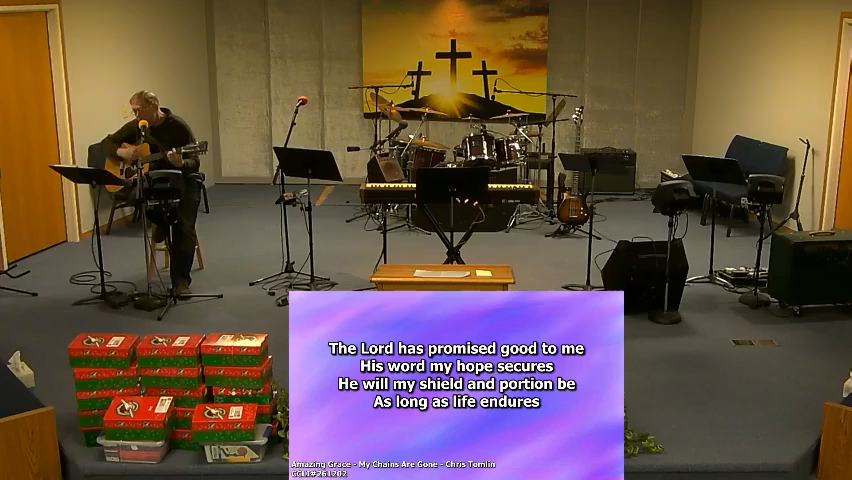 The Lord has promised good to me
His word my hope secures
He will my shield and portion be
As long as life endures
Amazing Grace - My Chains Are Gone - Chris Tomlin